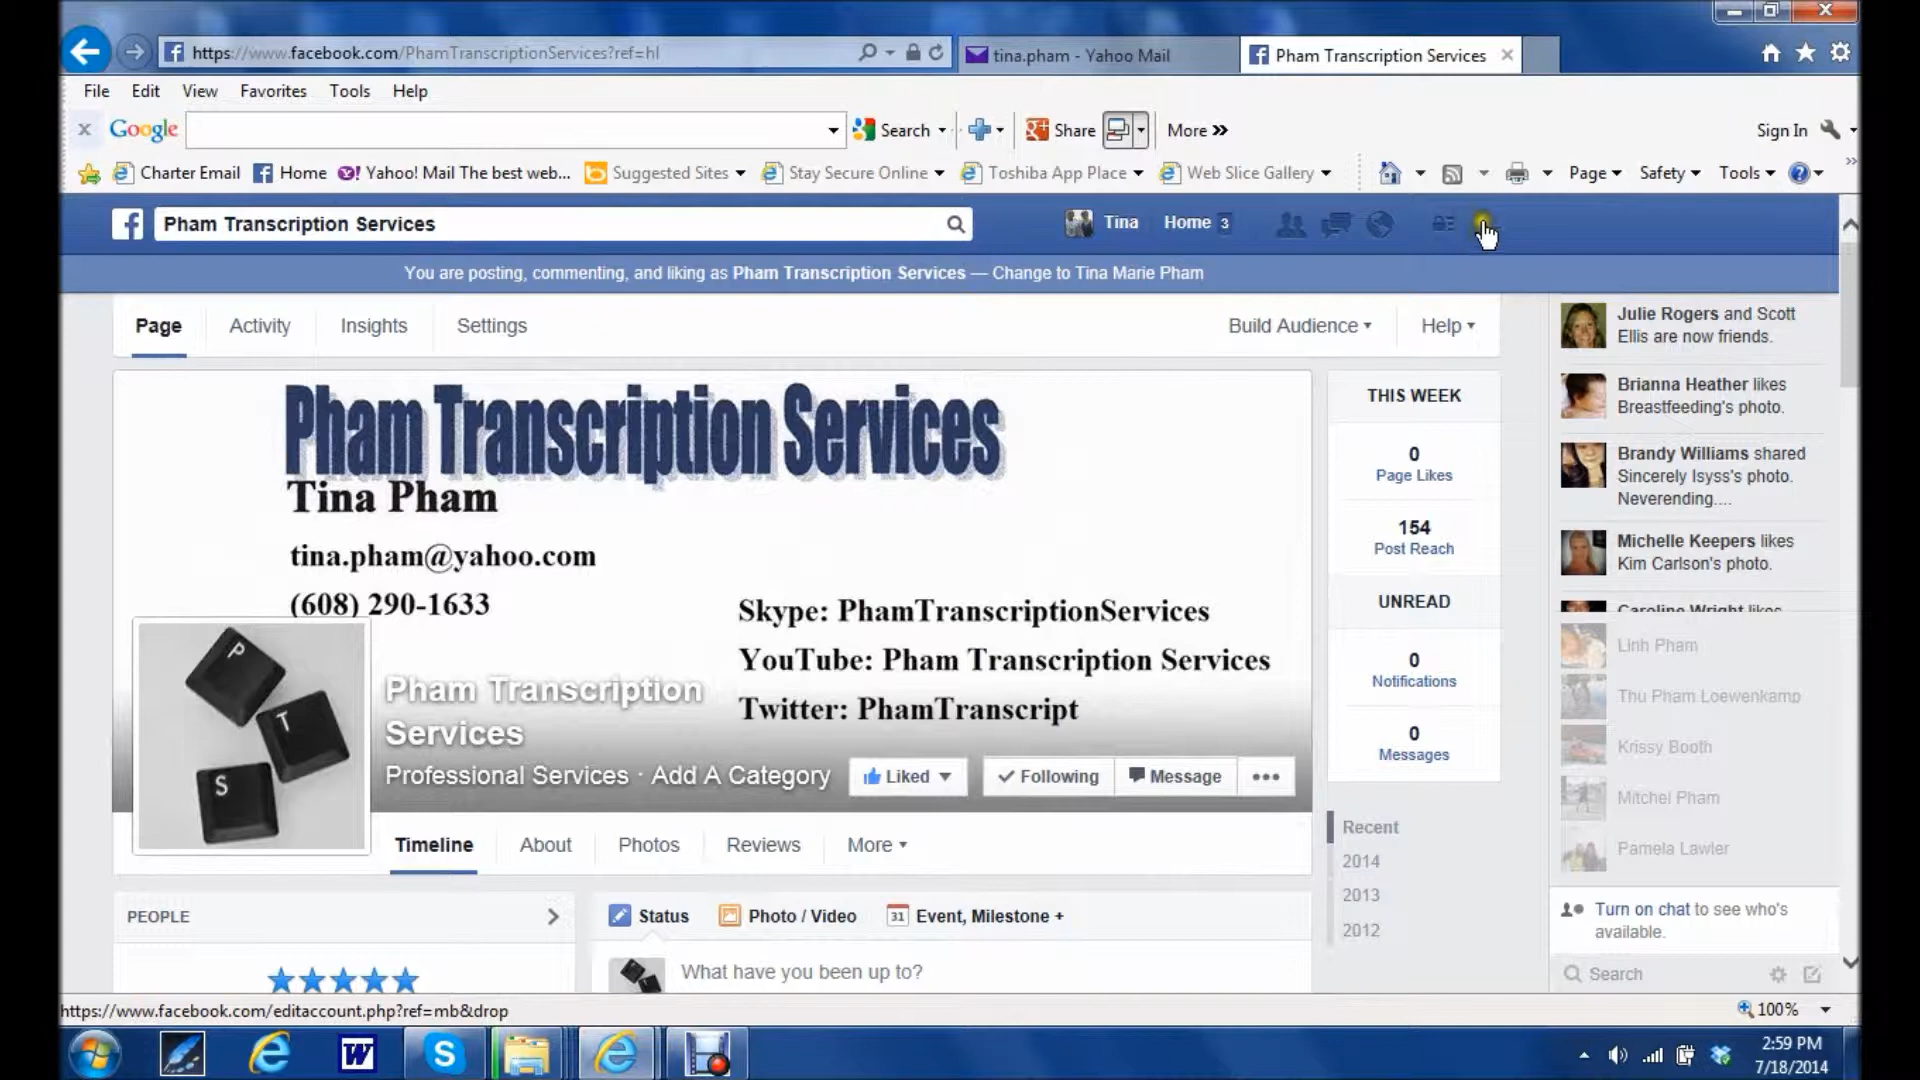 https://www.facebook.com/PhamTranscriptionServices?ref=hl
tina.pham - Yahoo Mail
Pham Transcription Services
File Edit View Favorites Tools Help
Google Search Share More » Sign In
Charter Email Home Yahoo! Mail The best web... Suggested Sites Stay Secure Online Toshiba App Place Web Slice Gallery Page Safety Tools
Pham Transcription Services
Tina Home 3
You are posting, commenting, and liking as Pham Transcription Services — Change to Tina Marie Pham
Page Activity Insights Settings Build Audience Help
Pham Transcription Services
Tina Pham
tina.pham@yahoo.com
(608) 290-1633
Skype: PhamTranscriptionServices
YouTube: Pham Transcription Services
Twitter: PhamTranscript
P
T
S
Pham Transcription
Services
Professional Services · Add A Category
Liked Following Message •••
Timeline About Photos Reviews More
THIS WEEK
0
Page Likes
154
Post Reach
UNREAD
0
Notifications
0
Messages
Recent
2014
2013
2012
Julie Rogers and Scott
Ellis are now friends.
Brianna Heather likes
Breastfeeding's photo.
Brandy Williams shared
Sincerely Isyss's photo.
Neverending....
Michelle Keepers likes
Kim Carlson's photo.
Caroline Wright likes
Linh Pham
Thu Pham Loewenkamp
Krissy Booth
Mitchel Pham
Pamela Lawler
Turn on chat to see who's
available.
Search
PEOPLE
Status Photo / Video 31 Event, Milestone +
What have you been up to?
https://www.facebook.com/editaccount.php?ref=mb&drop
100%
2:59 PM
7/18/2014